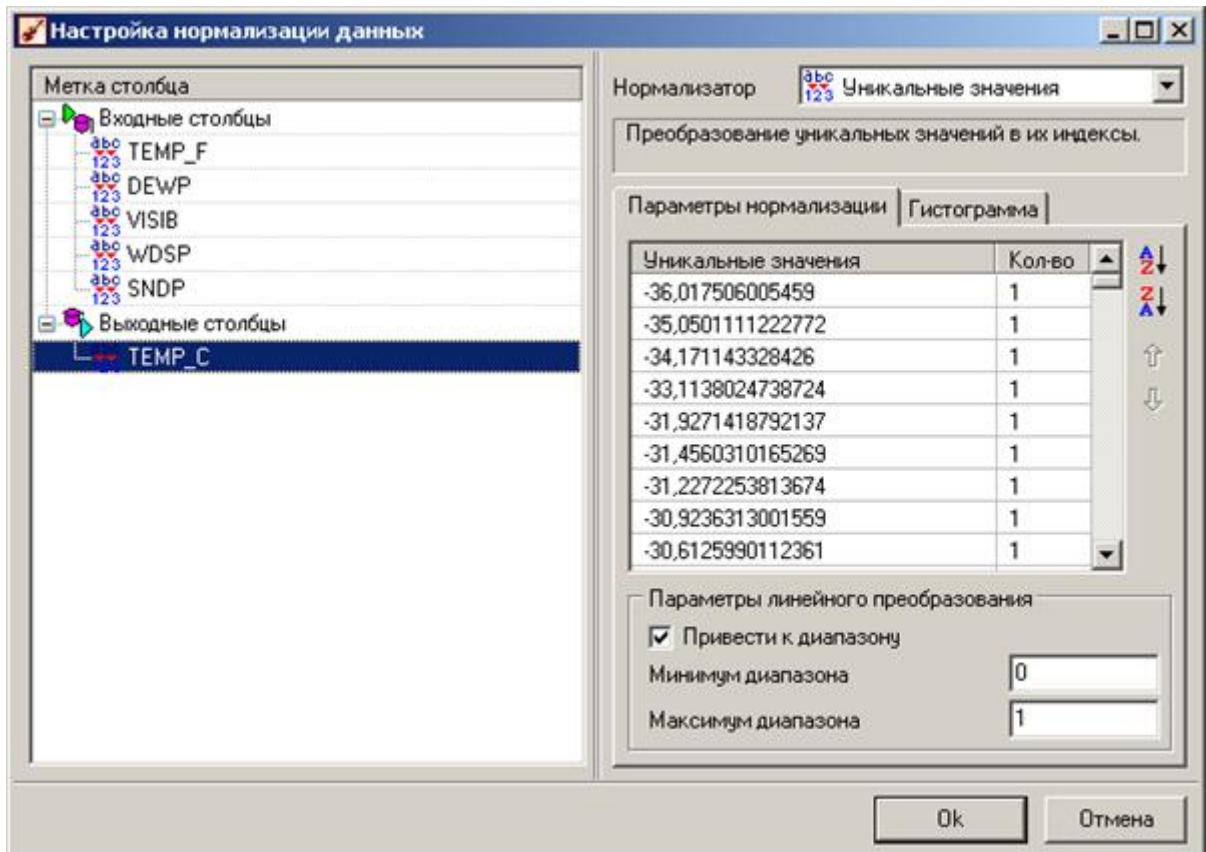 Настройка нормализации данных
Метка столбца
Входные столбцы
TEMP_F
DEWP
VISIB
WDSP
SNDP
Выходные столбцы
TEMP_C
Нормализатор Уникальные значения
Преобразование уникальных значений в их индексы.
Параметры нормализации Гистограмма
Уникальные значения Кол-во
-36,017506005459 1
-35,0501111222772 1
-34,171143328426 1
-33,1138024738724 1
-31,9271418792137 1
-31,4560310165269 1
-31,2272253813674 1
-30,9236313001559 1
-30,6125990112361 1
Параметры линейного преобразования
Привести к диапазону
Минимум диапазона 0
Максимум диапазона 1
Ok Отмена